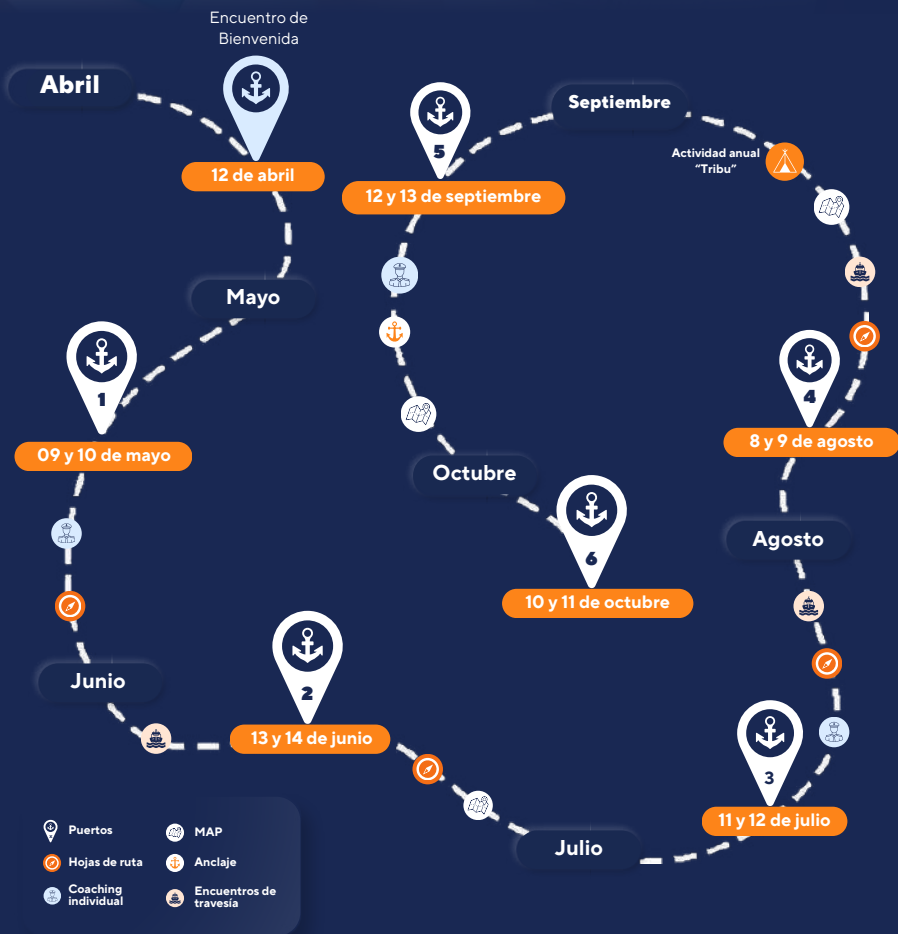 Encuentro de
Bienvenida
Abril
12 de abril
Mayo
1
09 y 10 de mayo
Junio
2
13 y 14 de junio
Julio
3
11 y 12 de julio
Agosto
4
8 y 9 de agosto
Actividad anual
“Tribu”
Septiembre
5
12 y 13 de septiembre
Octubre
6
10 y 11 de octubre
Puertos
Hojas de ruta
Coaching
individual
MAP
Anclaje
Encuentros de
travesía